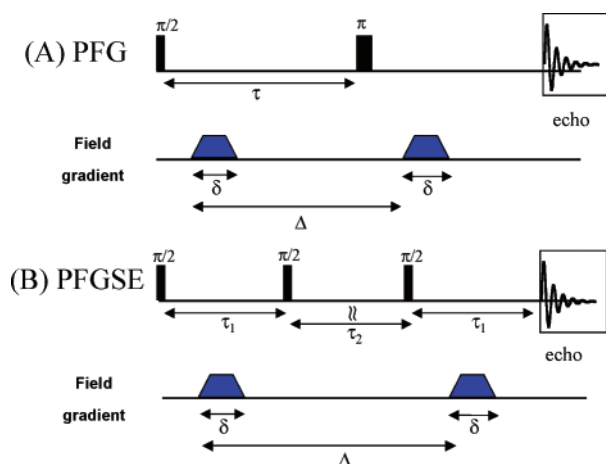 π/2 π
(A) PFG
τ
echo
Field
gradient
δ δ
Δ
π/2 π/2 π/2
(B) PFGSE
τ1 τ2 τ1
echo
Field
gradient
δ δ
Δ